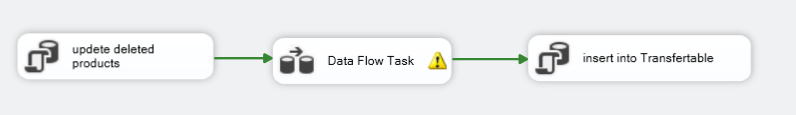 updete deleted
products
Data Flow Task
insert into Transfertable